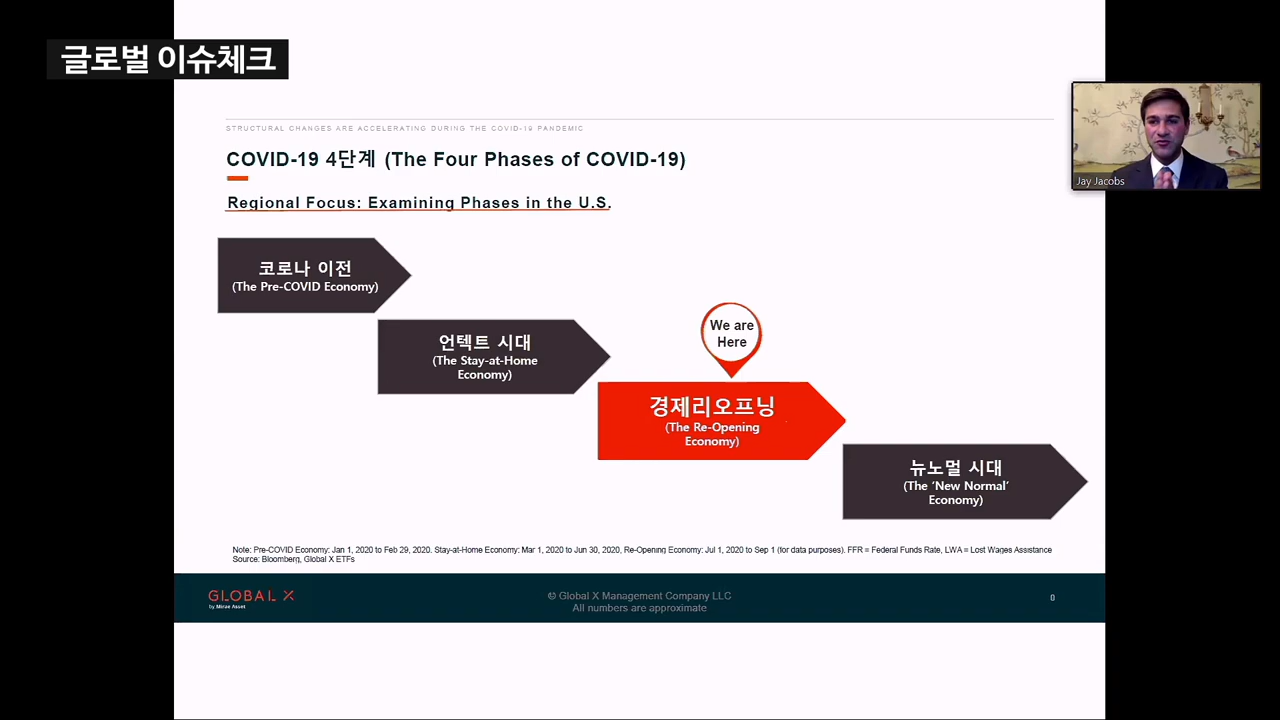 글로벌 이슈체크
STRUCTURAL CHANGES ARE ACCELERATING DURING THE COVID-19 PANDEMIC
COVID-19 4단계 (The Four Phases of COVID-19)
Regional Focus: Examining Phases in the U.S.
Jay Jacobs
코로나 이전
(The Pre-COVID Economy)
언텍트 시대
(The Stay-at-Home
Economy)
We are
Here
경제리오프닝
(The Re-Opening
Economy)
뉴노멀 시대
(The ‘New Normal’
Economy)
Note: Pre-COVID Economy: Jan 1, 2020 to Feb 29, 2020. Stay-at-Home Economy: Mar 1, 2020 to Jun 30, 2020, Re-Opening Economy: Jul 1, 2020 to Sep 1 (for data purposes). FFR = Federal Funds Rate, LWA = Lost Wages Assistance
Source: Bloomberg, Global X ETFs
GLOBAL X
by Mirae Asset
© Global X Management Company LLC
All numbers are approximate
0